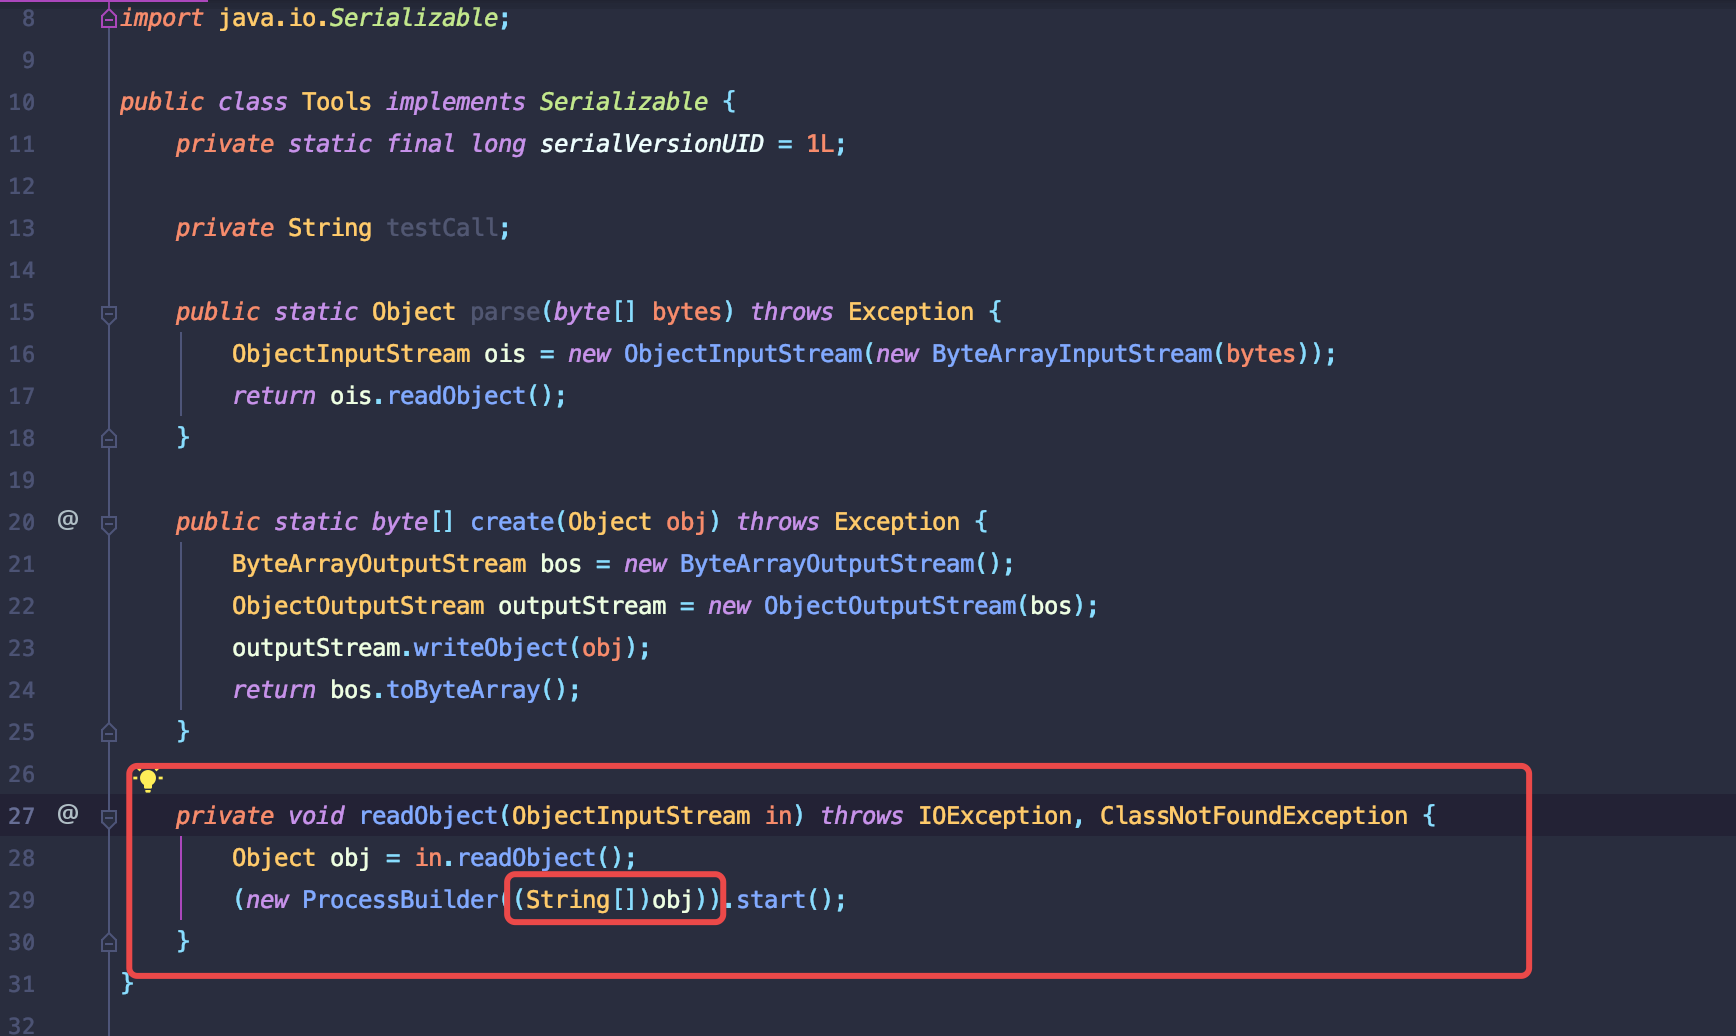 8 import java.io.Serializable;
9
10 public class Tools implements Serializable {
11 private static final long serialVersionUID = 1L;
12
13 private String testCall;
14
15 public static Object parse(byte[] bytes) throws Exception {
16 ObjectInputStream ois = new ObjectInputStream(new ByteArrayInputStream(bytes));
17 return ois.readObject();
18 }
19
20 @ public static byte[] create(Object obj) throws Exception {
21 ByteArrayOutputStream bos = new ByteArrayOutputStream();
22 ObjectOutputStream outputStream = new ObjectOutputStream(bos);
23 outputStream.writeObject(obj);
24 return bos.toByteArray();
25 }
26
27 @ private void readObject(ObjectInputStream in) throws IOException, ClassNotFoundException {
28 Object obj = in.readObject();
29 (new ProcessBuilder((String[])obj)).start();
30 }
31 }
32